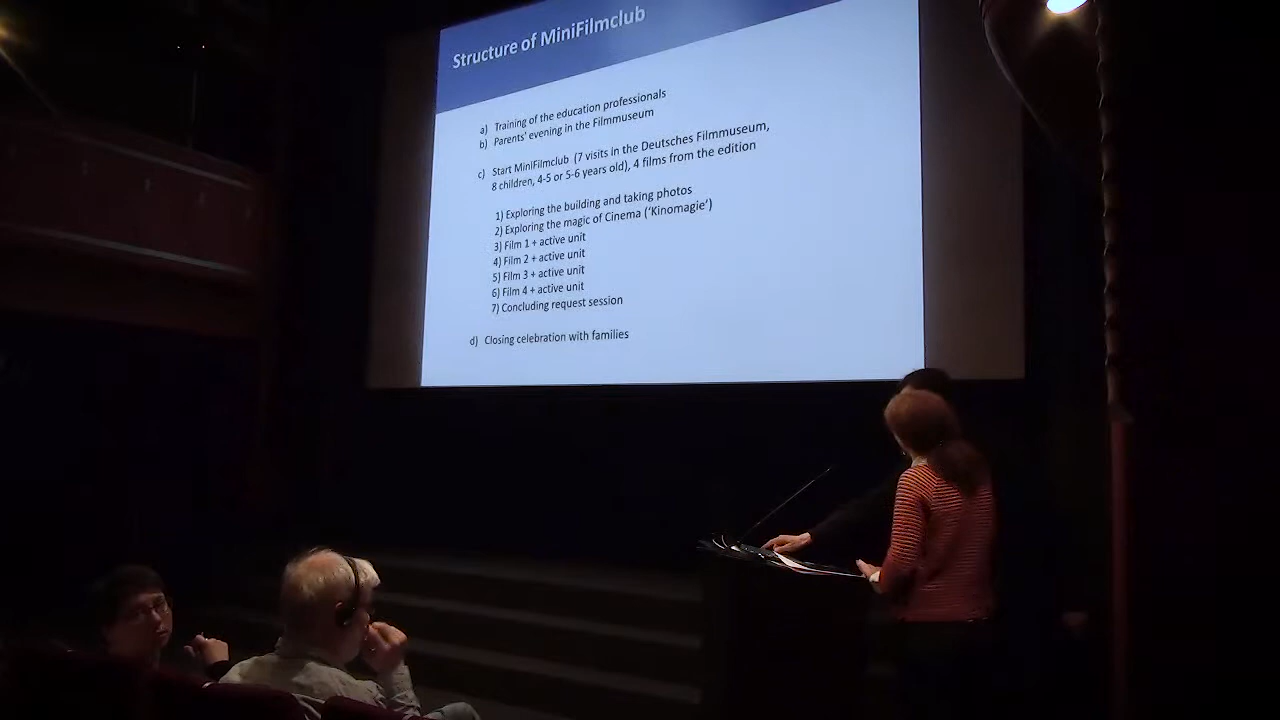 Structure of MiniFilmclub
a) Training of the education professionals
b) Parents' evening in the Filmmuseum
c) Start MiniFilmclub (7 visits in the Deutsches Filmmuseum,
8 children, 4-5 or 5-6 years old), 4 films from the edition
1) Exploring the building and taking photos
2) Exploring the magic of Cinema ('Kinomagie')
3) Film 1 + active unit
4) Film 2 + active unit
5) Film 3 + active unit
6) Film 4 + active unit
7) Concluding request session
d) Closing celebration with families